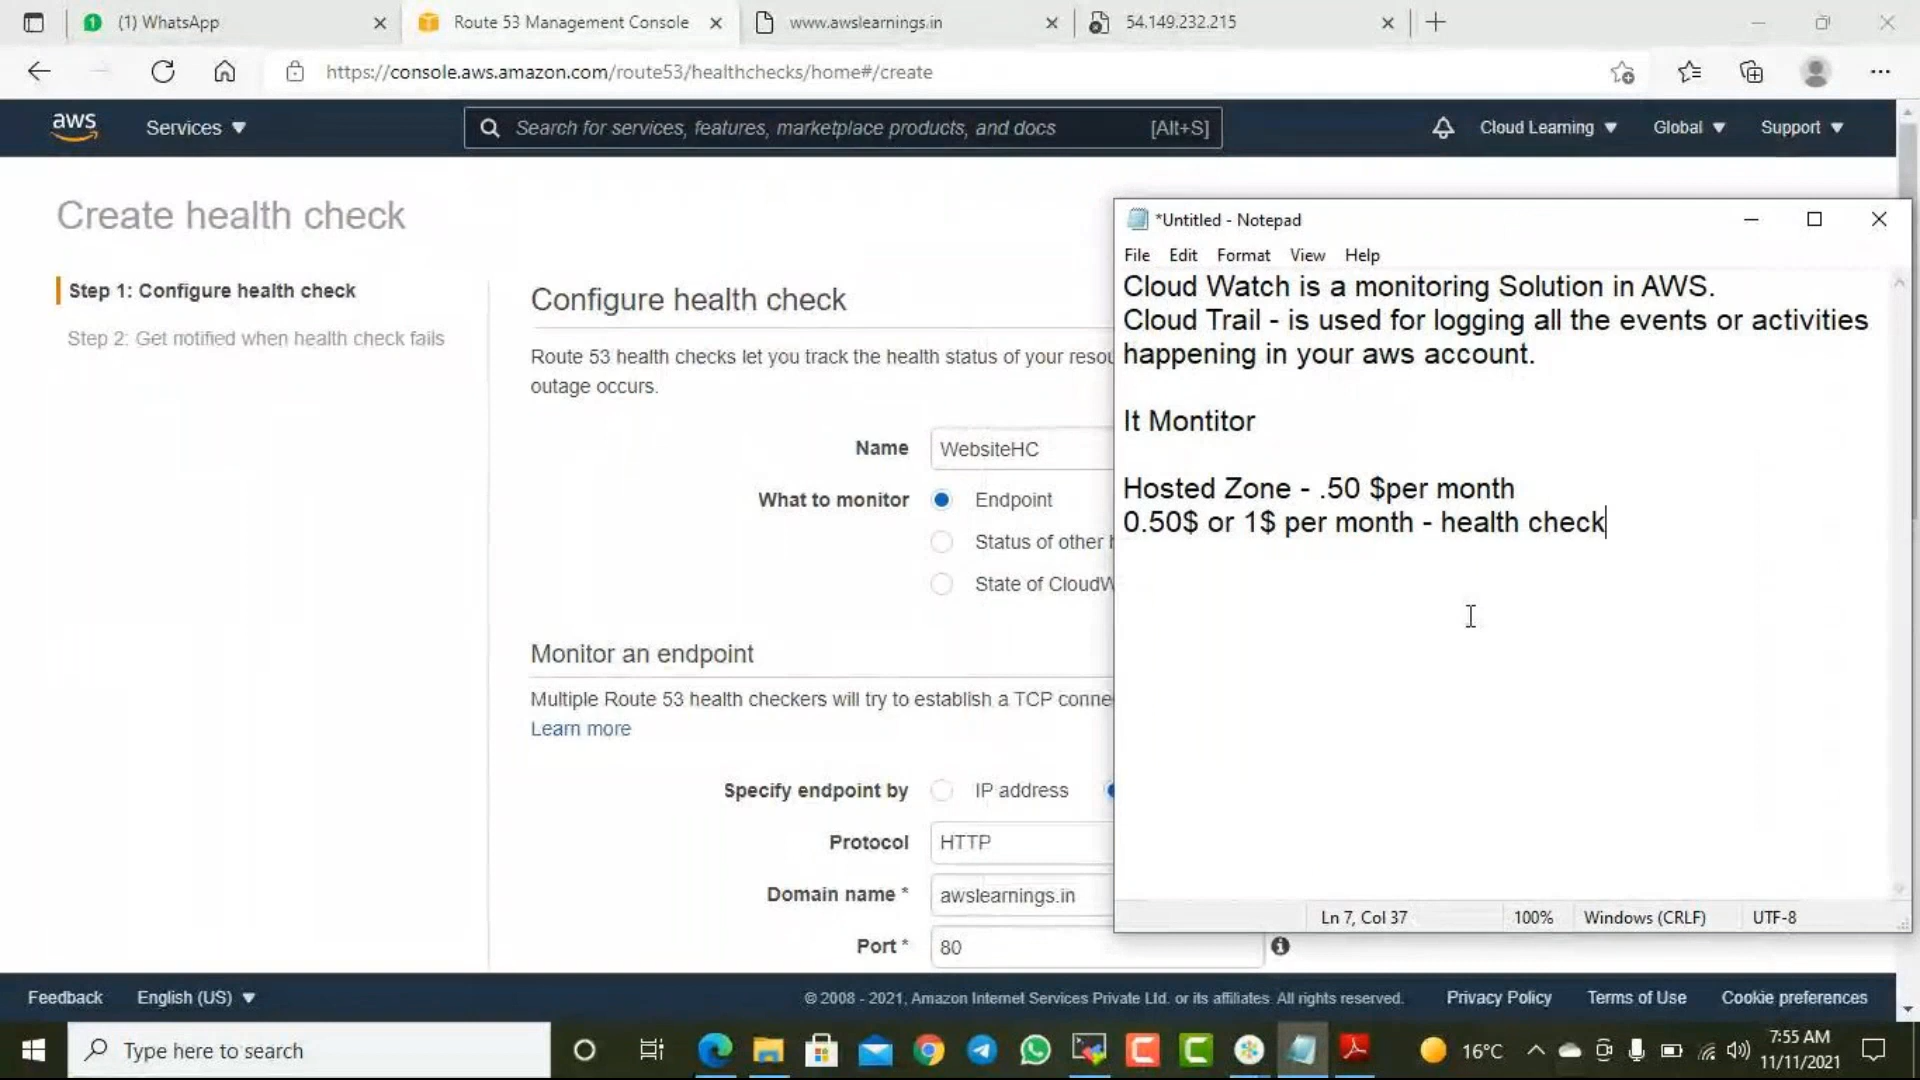 (1) WhatsApp
Route 53 Management Console
www.awslearnings.in
54.149.232.215
https://console.aws.amazon.com/route53/healthchecks/home#/create
aws
Services
Search for services, features, marketplace products, and docs
[Alt+S]
Cloud Learning
Global
Support
Create health check
Step 1: Configure health check
Step 2: Get notified when health check fails
Configure health check
Route 53 health checks let you track the health status of your resou
outage occurs.
Name
WebsiteHC
What to monitor
Endpoint
Status of other
State of CloudW
Monitor an endpoint
Multiple Route 53 health checkers will try to establish a TCP conne
Learn more
Specify endpoint by
IP address
Protocol
HTTP
Domain name *
awslearnings.in
Port *
80
*Untitled - Notepad
File Edit Format View Help
Cloud Watch is a monitoring Solution in AWS.
Cloud Trail - is used for logging all the events or activities
happening in your aws account.
It Montitor
Hosted Zone - .50 $per month
0.50$ or 1$ per month - health check
Ln 7, Col 37
100%
Windows (CRLF)
UTF-8
Feedback
English (US)
© 2008 - 2021, Amazon Internet Services Private Ltd. or its affiliates. All rights reserved.
Privacy Policy
Terms of Use
Cookie preferences
Type here to search
16°C
7:55 AM
11/11/2021